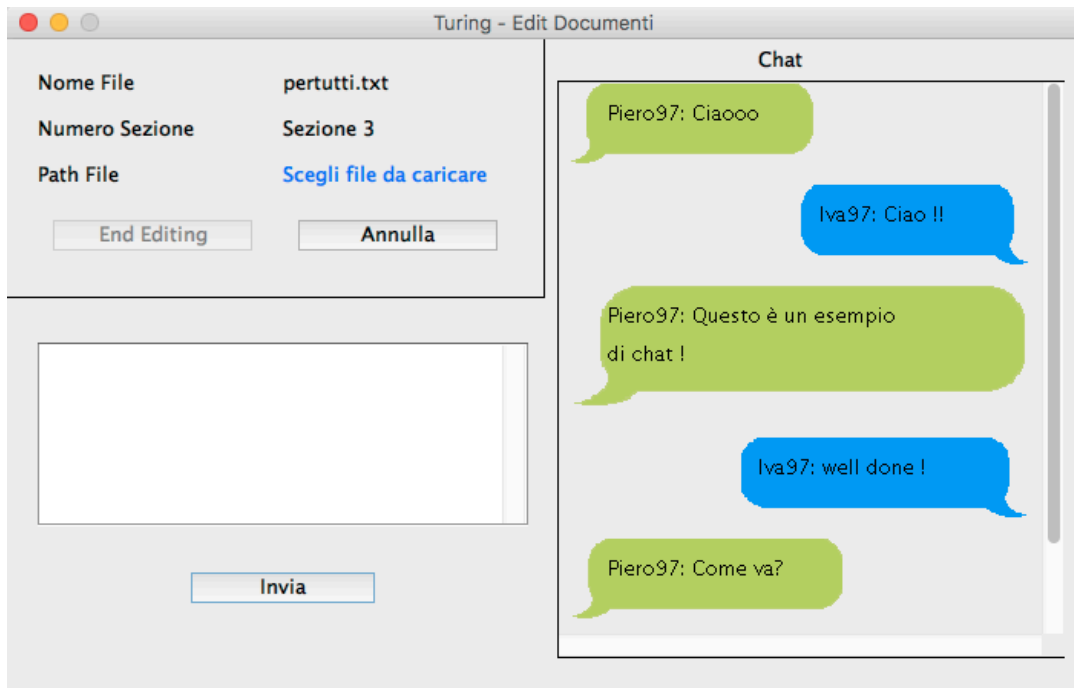 Turing - Edit Documenti
Nome File pertutti.txt
Numero Sezione Sezione 3
Path File Scegli file da caricare
End Editing Annulla
Invia
Chat
Piero97: Ciaooo
Iva97: Ciao !!
Piero97: Questo è un esempio
di chat !
Iva97: well done !
Piero97: Come va?